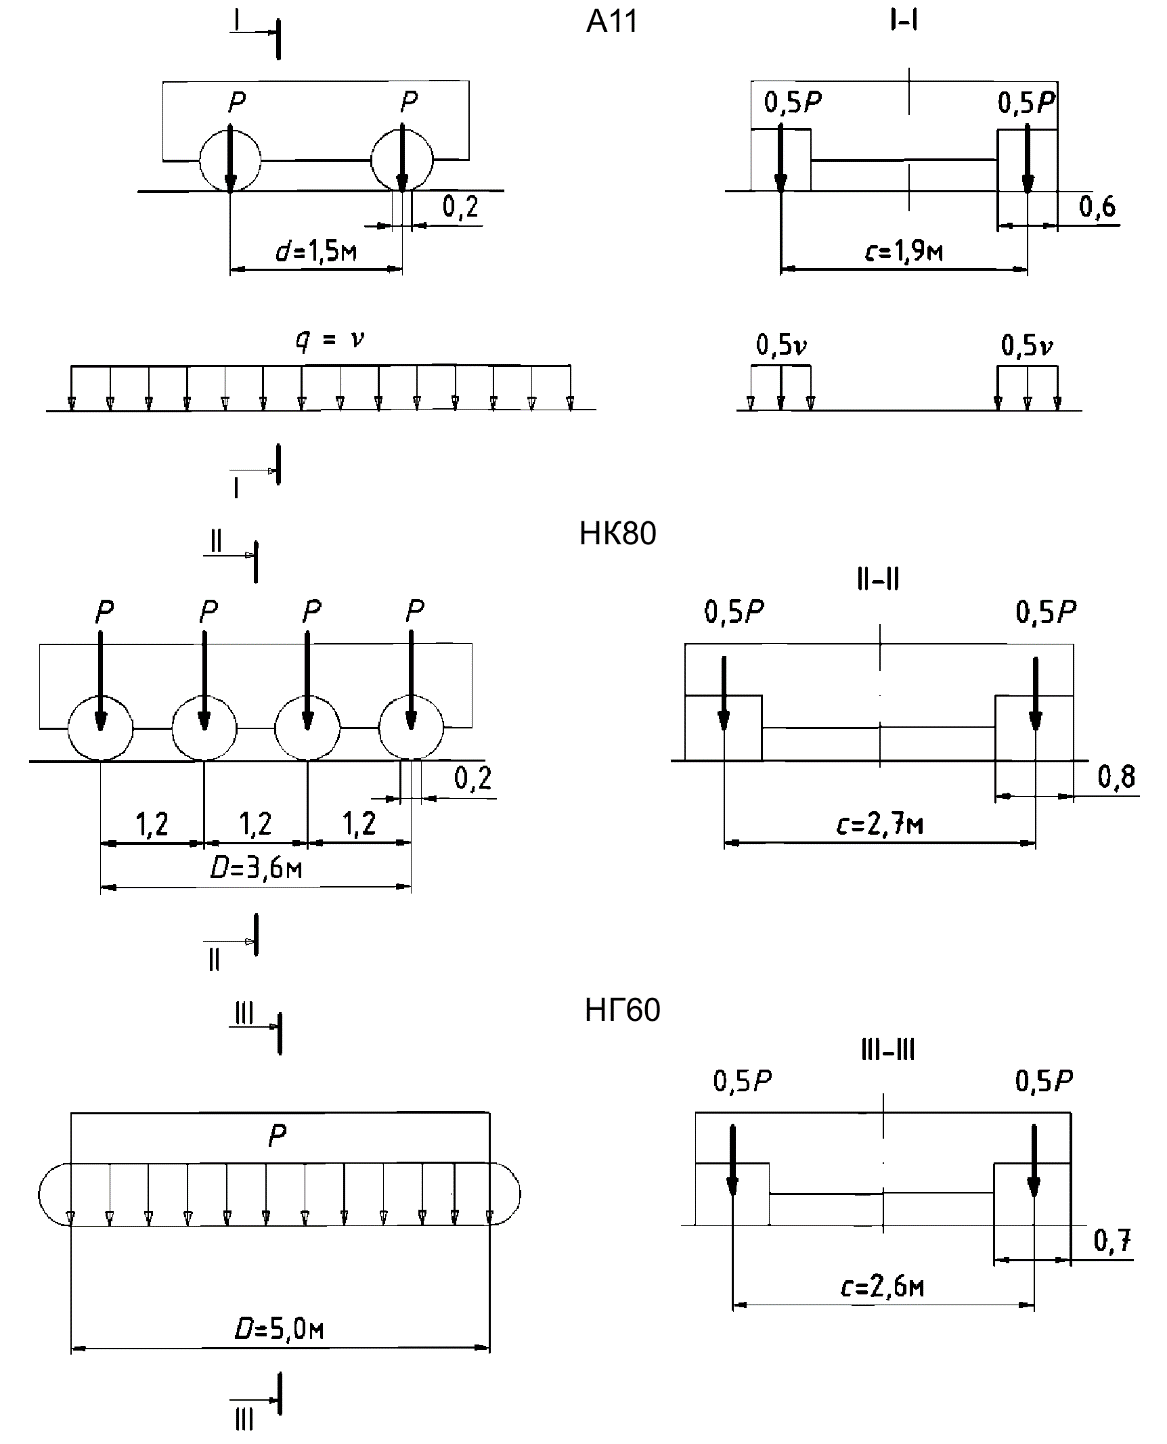 I
А11
I-I
P
P
0,5P
0,5P
0,2
0,6
d=1,5м
c=1,9м
q = v
0,5v
0,5v
I
II
НК80
II-II
P
P
P
P
0,5P
0,5P
0,2
0,8
1,2
1,2
1,2
c=2,7м
D=3,6м
II
III
НГ60
III-III
0,5P
0,5P
P
0,7
c=2,6м
D=5,0м
III